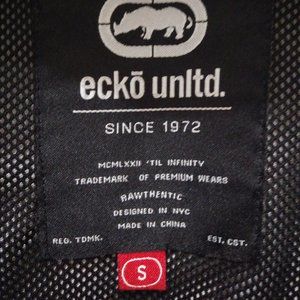 eckō unltd.
SINCE 1972
MCMLXXII 'TIL INFINITY
TRADEMARK OF PREMIUM WEARS
RAWTHENTIC
DESIGNED IN NYC
MADE IN CHINA
REG. TDMK. EST. CST.
S